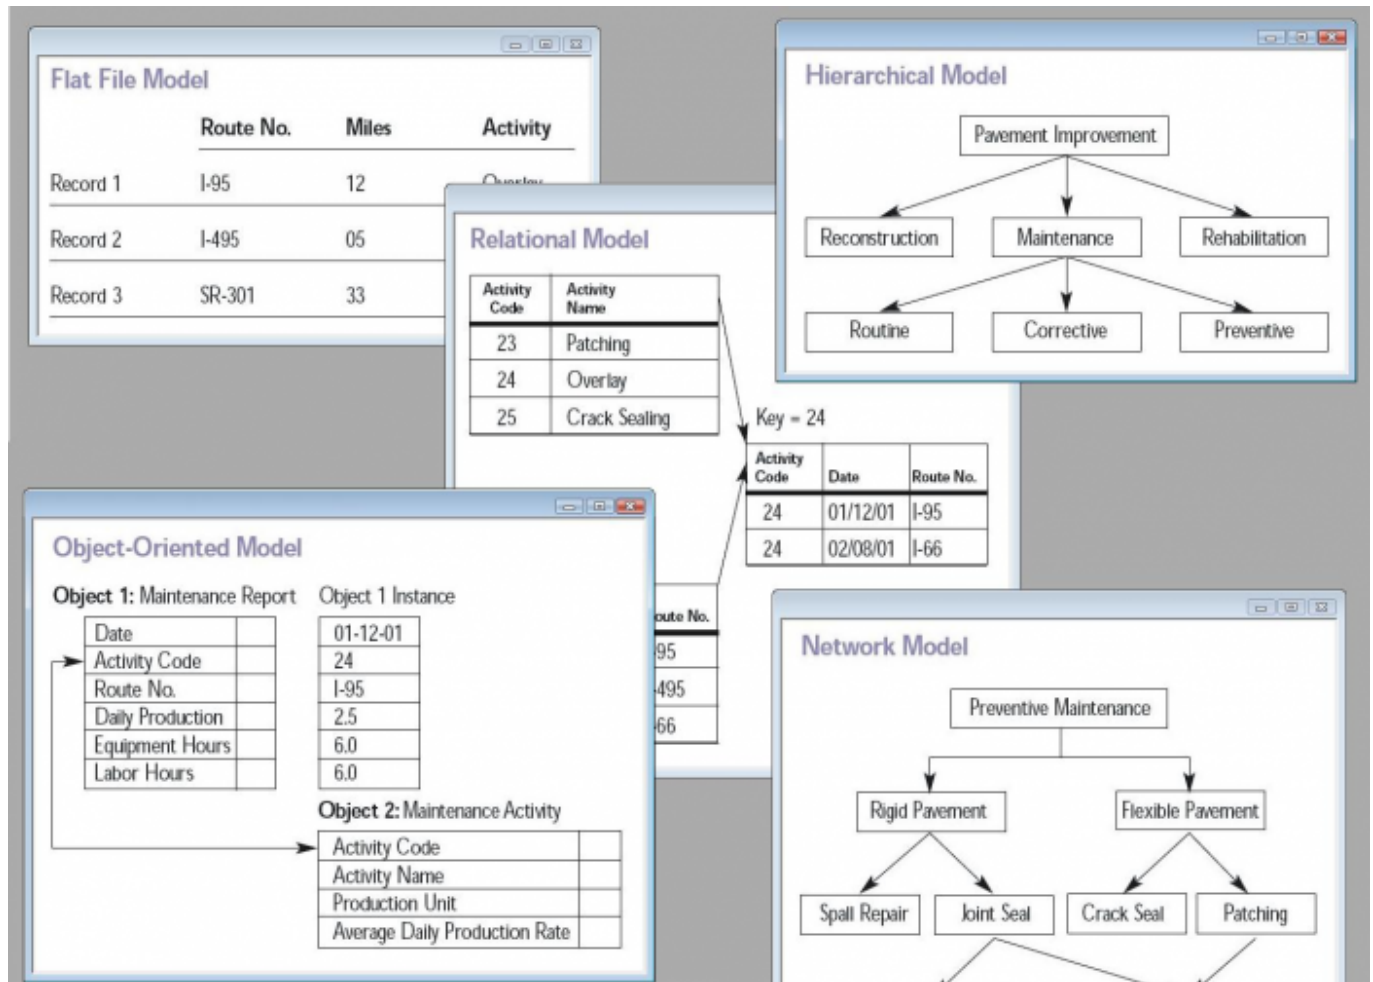 Flat File Model
Route No. Miles Activity
Record 1 I-95 12
Record 2 I-495 05
Record 3 SR-301 33
Hierarchical Model
Pavement Improvement
Reconstruction Maintenance Rehabilitation
Routine Corrective Preventive
Relational Model
Activity Code Activity Name
23 Patching
24 Overlay
25 Crack Sealing
Key = 24
Activity Code Date Route No.
24 01/12/01 I-95
24 02/08/01 I-66
oute No.
95
-495
-66
Object-Oriented Model
Object 1: Maintenance Report Object 1 Instance
Date 01-12-01
Activity Code 24
Route No. I-95
Daily Production 2.5
Equipment Hours 6.0
Labor Hours 6.0
Object 2: Maintenance Activity
Activity Code
Activity Name
Production Unit
Average Daily Production Rate
Network Model
Preventive Maintenance
Rigid Pavement Flexible Pavement
Spall Repair Joint Seal Crack Seal Patching